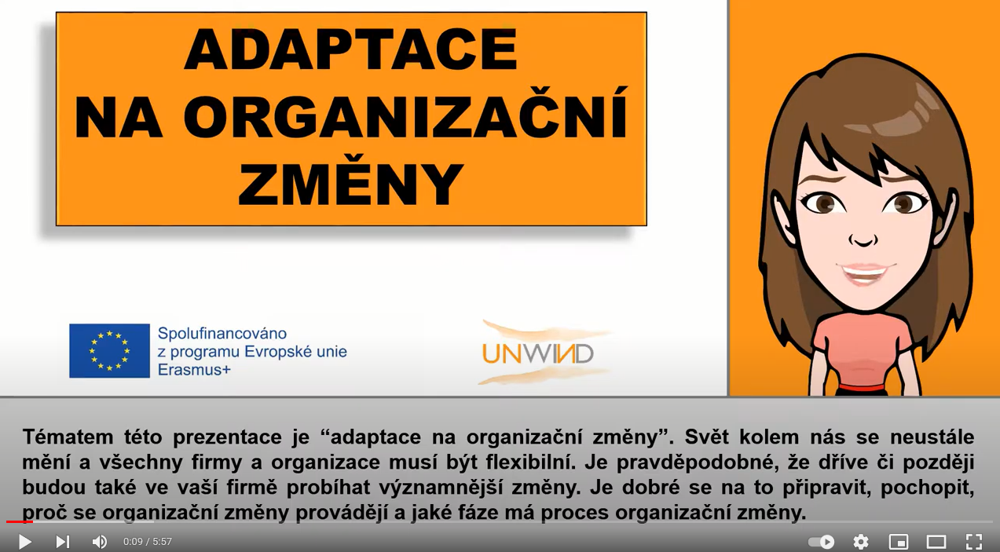 ADAPTACE
NA ORGANIZAČNÍ
ZMĚNY
Spolufinancováno
z programu Evropské unie
Erasmus+
UNWIND
Tématem této prezentace je “adaptace na organizační změny”. Svět kolem nás se neustále
mění a všechny firmy a organizace musí být flexibilní. Je pravděpodobné, že dříve či později
budou také ve vaší firmě probíhat významnější změny. Je dobré se na to připravit, pochopit,
proč se organizační změny provádějí a jaké fáze má proces organizační změny.
0:09 / 5:57